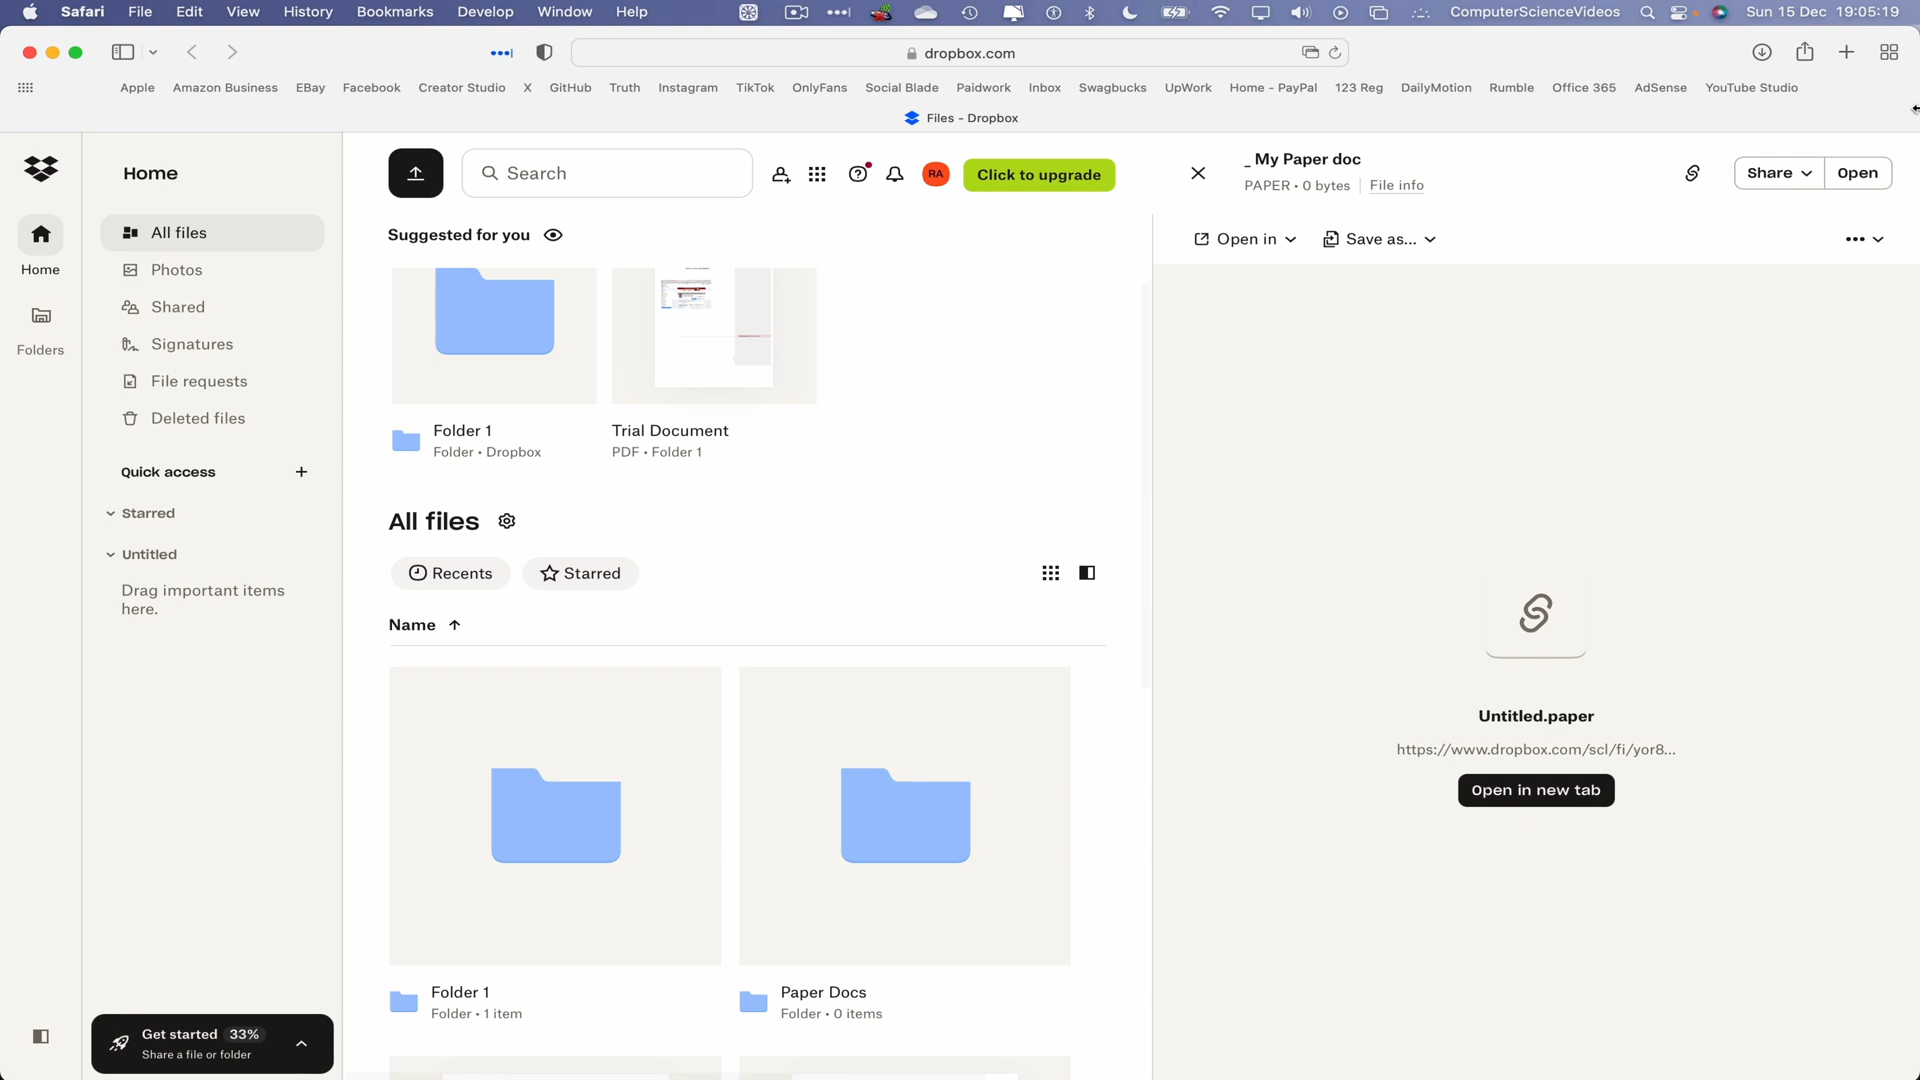 Safari File Edit View History Bookmarks Develop Window Help ComputerScienceVideos Sun 15 Dec 19:05:19
dropbox.com
Apple Amazon Business EBay Facebook Creator Studio X GitHub Truth Instagram TikTok OnlyFans Social Blade Paidwork Inbox Swagbucks UpWork Home - PayPal 123 Reg DailyMotion Rumble Office 365 AdSense YouTube Studio
Files - Dropbox
Home
Folders
Home
All files
Photos
Shared
Signatures
File requests
Deleted files
Quick access
Starred
Untitled
Drag important items
here.
Get started 33%
Share a file or folder
Search
RA
Click to upgrade
Suggested for you
Folder 1
Folder • Dropbox
Trial Document
PDF • Folder 1
All files
Recents Starred
Name
Folder 1
Folder • 1 item
Paper Docs
Folder • 0 items
_ My Paper doc
PAPER • 0 bytes File info
Share Open
Open in Save as...
Untitled.paper
https://www.dropbox.com/scl/fi/yor8...
Open in new tab